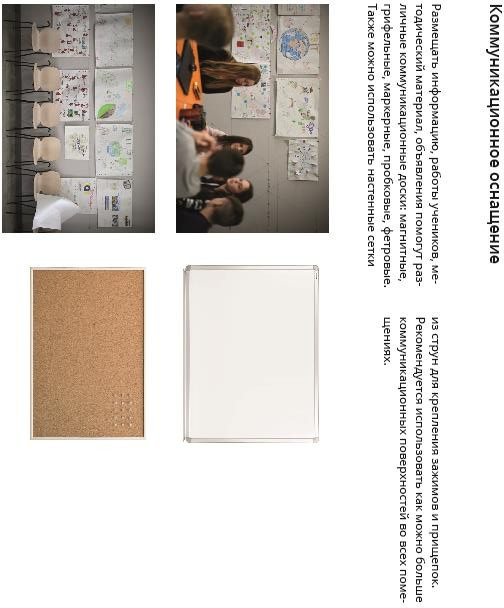 Коммуникационное оснащение
Размещать информацию, работы учеников, ме-
тодический материал, объявления помогут раз-
личные коммуникационные доски: магнитные,
грифельные, маркерные, пробковые, фетровые.
Также можно использовать настенные сетки
из струн для крепления зажимов и прищепок.
Рекомендуется использовать как можно больше
коммуникационных поверхностей во всех поме-
щениях.